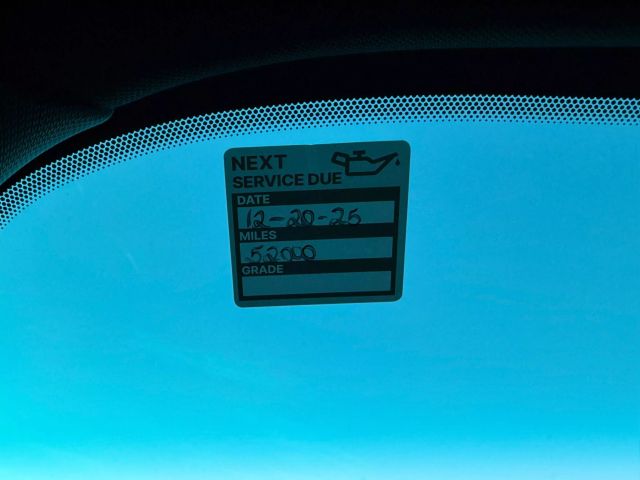 NEXT
SERVICE DUE
DATE
12-20-25
MILES
52000
GRADE